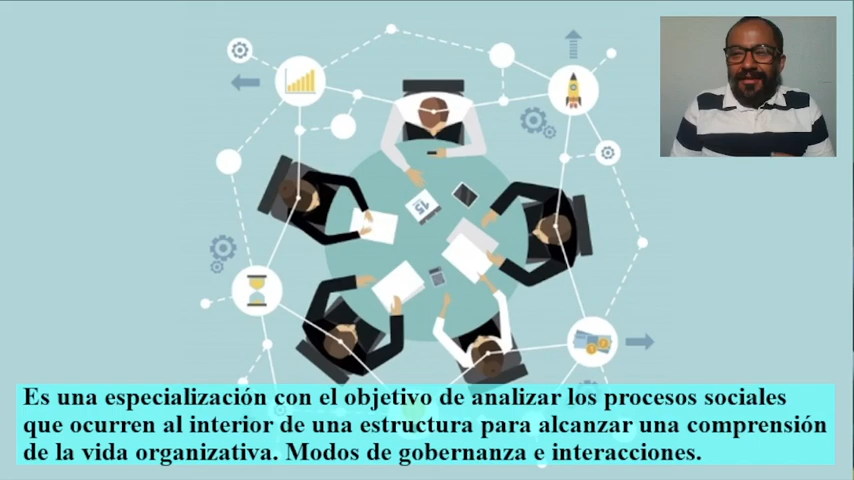 15
Es una especialización con el objetivo de analizar los procesos sociales
que ocurren al interior de una estructura para alcanzar una comprensión
de la vida organizativa. Modos de gobernanza e interacciones.